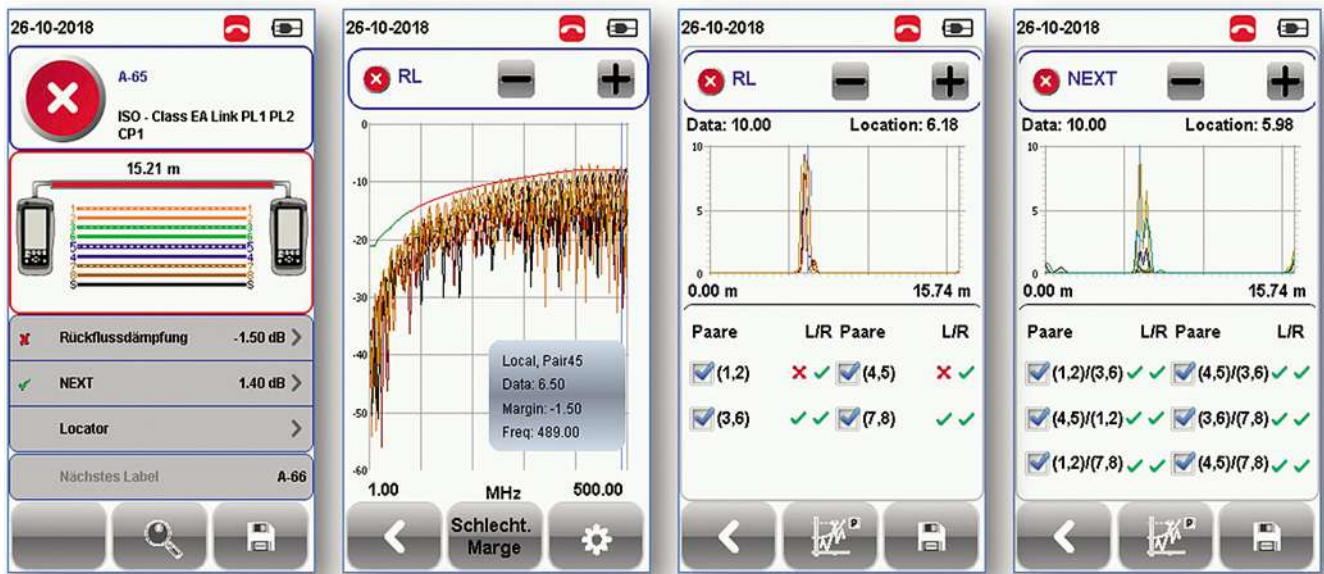 26-10-2018
A-65
ISO - Class EA Link PL1 PL2
CP1
15.21 m
Rückflussdämpfung -1.50 dB
NEXT 1.40 dB
Locator
Nächstes Label A-66
26-10-2018
RL
0
-10
-20
-30
-40
-50
-60
Local, Pair45
Data: 6.50
Margin: -1.50
Freq: 489.00
1.00 MHz 500.00
Schlecht.
Marge
26-10-2018
RL
Data: 10.00 Location: 6.18
10
5
0
0.00 m 15.74 m
Paare L/R Paare L/R
(1,2) (4,5)
(3,6) (7,8)
P
26-10-2018
NEXT
Data: 10.00 Location: 5.98
10
5
0
0.00 m 15.74 m
Paare L/R Paare L/R
(1,2)/(3,6) (4,5)/(3,6)
(4,5)/(1,2) (3,6)/(7,8)
(1,2)/(7,8) (4,5)/(7,8)
P